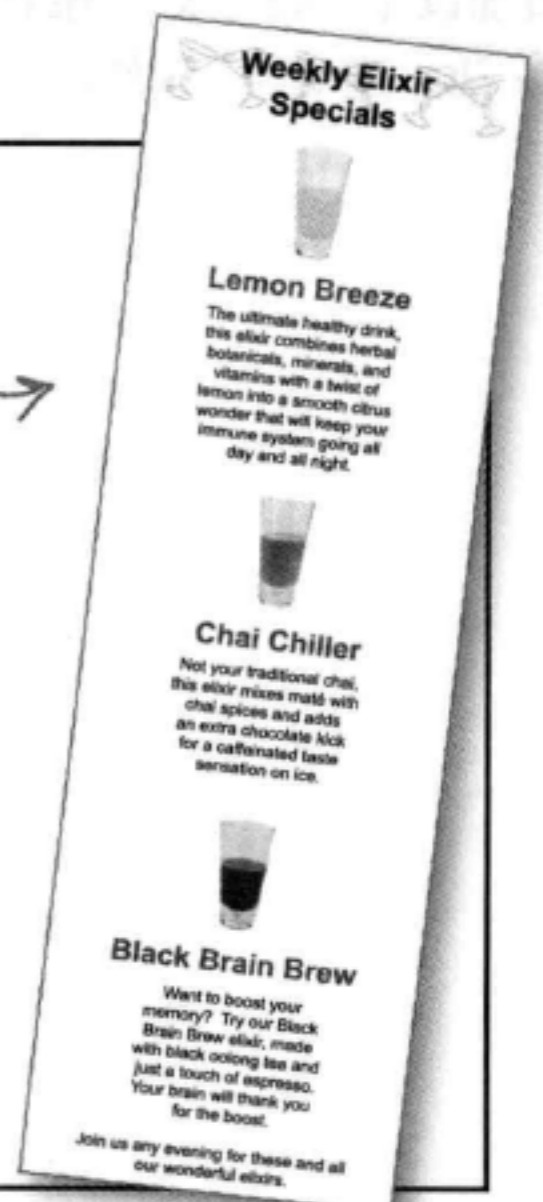 Weekly Elixir
Specials
Lemon Breeze
The ultimate healthy drink,
this elixir combines herbal
botanicals, minerals, and
vitamins with a twist of
lemon into a smooth citrus
wonder that will keep your
immune system going all
day and all night.
Chai Chiller
Not your traditional chai,
this elixir mixes maté with
chai spices and adds
an extra chocolate kick
for a caffeinated taste
sensation on ice.
Black Brain Brew
Want to boost your
memory? Try our Black
Brain Brew elixir, made
with black oolong tea and
just a touch of espresso.
Your brain will thank you
for the boost.
Join us any evening for these and all
our wonderful elixirs.